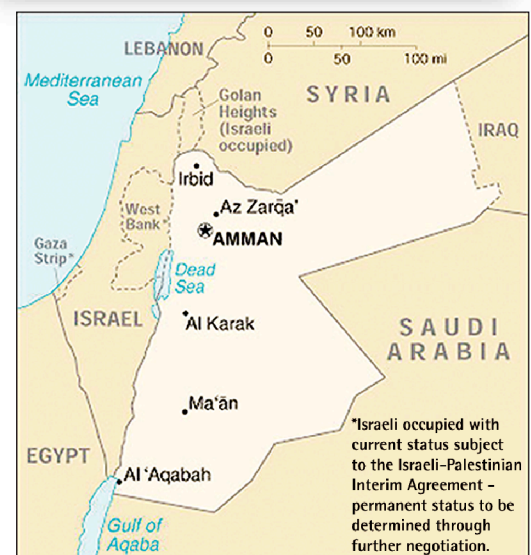 0 50 100 km
0 50 100 mi
LEBANON
Mediterranean
Sea
SYRIA
Golan
Heights
(Israeli
occupied)
IRAQ
Irbid
Az Zarqā'
West
Bank*
AMMAN
Gaza
Strip*
Dead
Sea
ISRAEL
Al Karak
SAUDI
ARABIA
Ma'ān
EGYPT
Al 'Aqabah
Gulf of
Aqaba
*Israeli occupied with
current status subject
to the Israeli-Palestinian
Interim Agreement -
permanent status to be
determined through
further negotiation.